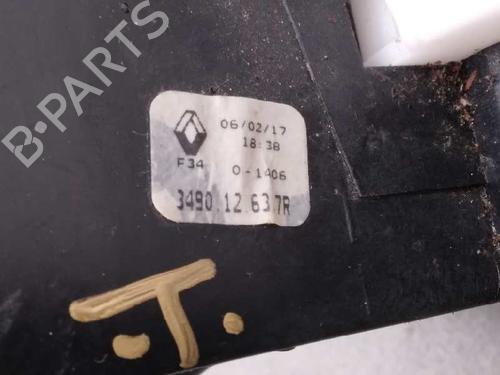 B-PARTS
06/02/17
18:38
F34 0-1406
3490.12.637R
.T.